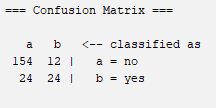 === Confusion Matrix ===
a b <-- classified as
154 12 | a = no
24 24 | b = yes